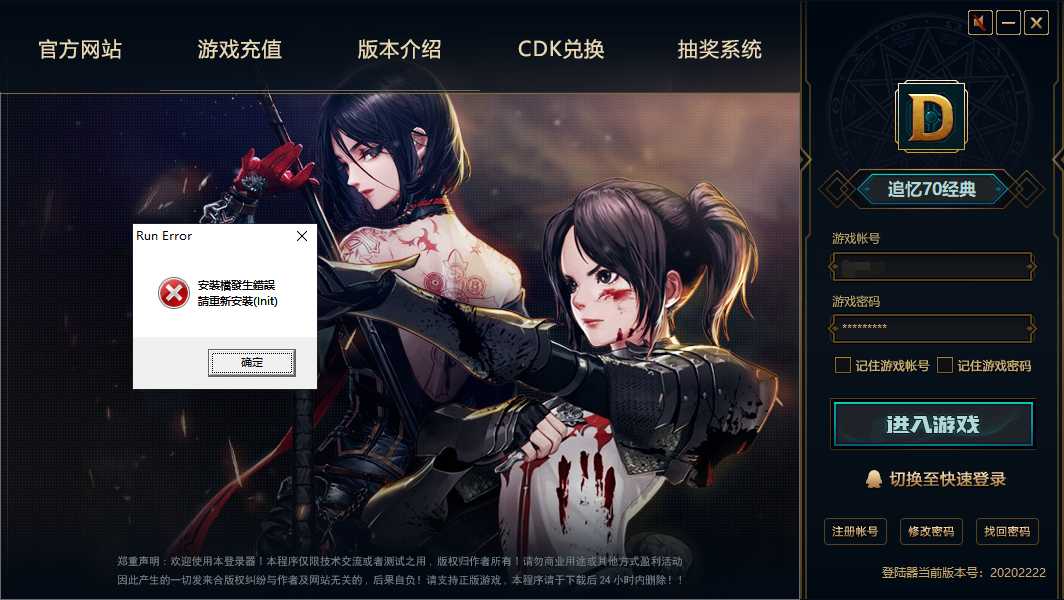 官方网站
游戏充值
版本介绍
CDK兑换
抽奖系统
D
追忆70经典
游戏帐号
游戏密码
*********
记住游戏帐号
记住游戏密码
进入游戏
切换至快速登录
注册帐号
修改密码
找回密码
登陆器当前版本号：20202222
Run Error
安裝檔發生錯誤
請重新安裝(Init)
确定
郑重声明：欢迎使用本登录器！本程序仅限技术交流或者测试之用，版权归作者所有！请勿商业用途或其他方式盈利活动
因此产生的一切发来合版权纠纷与作者及网站无关的，后果自负！请支持正版游戏，本程序请于下载后 24 小时内删除！！